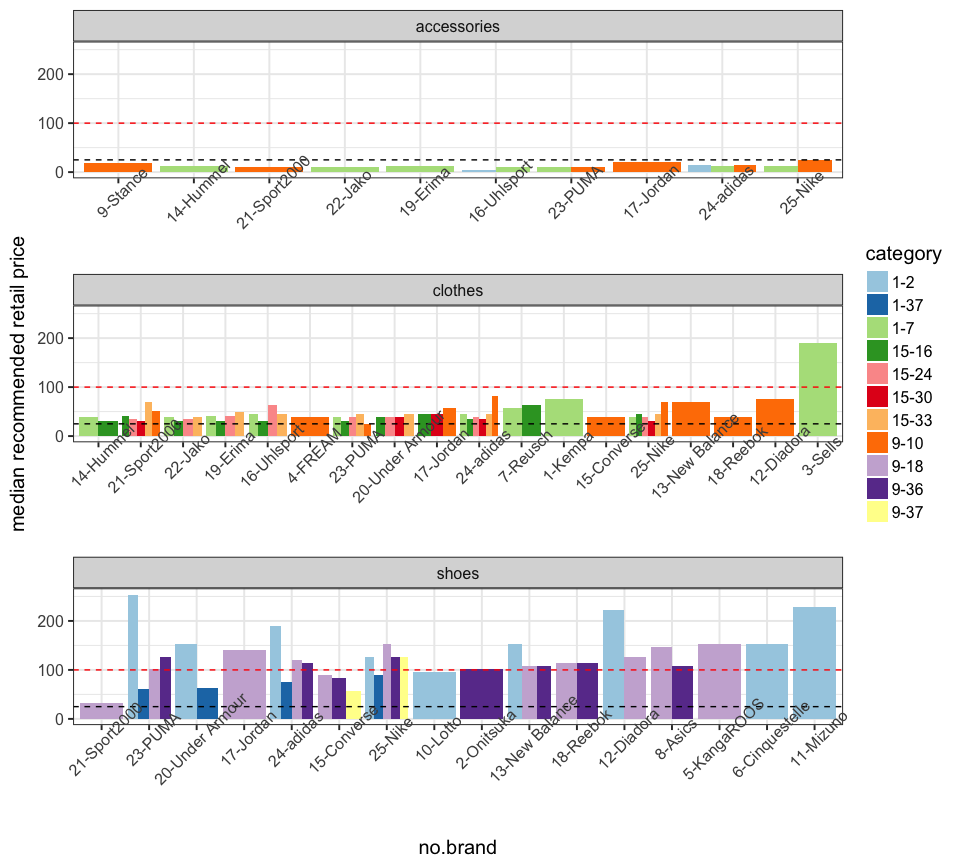 accessories
200
100
0
9-Stance
14-Hummel
21-Sport2000
22-Jako
19-Erima
16-Uhlsport
23-PUMA
17-Jordan
24-adidas
25-Nike
median recommended retail price
clothes
200
100
0
14-Hummel
21-Sport2000
22-Jako
19-Erima
16-Uhlsport
4-FREAM
23-PUMA
20-Under Armour
17-Jordan
24-adidas
7-Reusch
1-Kempa
15-Converse
25-Nike
13-New Balance
18-Reebok
12-Diadora
3-Sells
category
1-2
1-37
1-7
15-16
15-24
15-30
15-33
9-10
9-18
9-36
9-37
shoes
200
100
0
21-Sport2000
23-PUMA
20-Under Armour
17-Jordan
24-adidas
15-Converse
25-Nike
10-Lotto
2-Onitsuka
13-New Balance
18-Reebok
12-Diadora
8-Asics
5-KangaROOS
6-Cinquestelle
11-Mizuno
no.brand